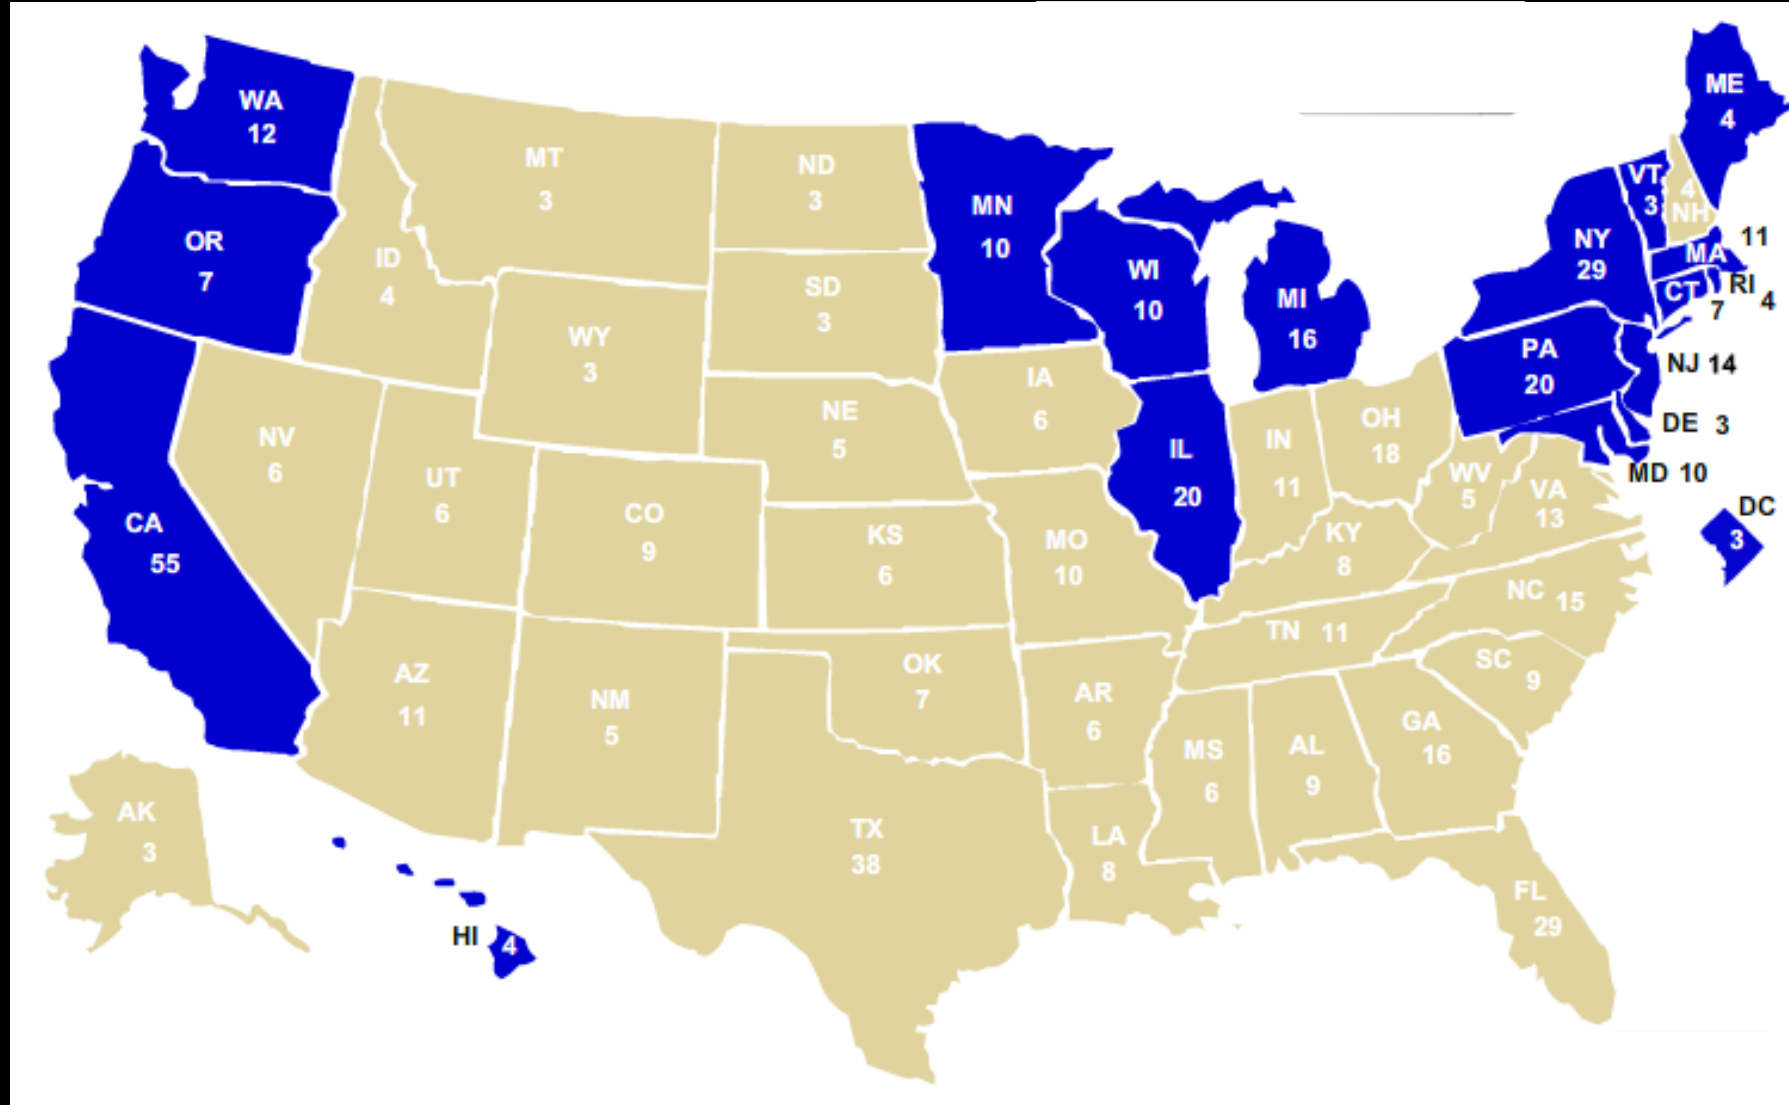 WA
12
OR
7
CA
55
ID
4
NV
6
MT
3
WY
3
UT
6
AZ
11
CO
9
NM
5
ND
3
SD
3
NE
5
KS
6
OK
7
TX
38
MN
10
IA
6
MO
10
AR
6
LA
8
WI
10
IL
20
MI
16
IN
11
OH
18
KY
8
TN 11
MS
6
AL
9
GA
16
FL
29
SC
9
NC 15
VA
13
WV
5
PA
20
NY
29
VT
3
4
NH
ME
4
11
MA
RI 4
CT
7
NJ 14
DE 3
MD 10
DC
3
AK
3
HI 4